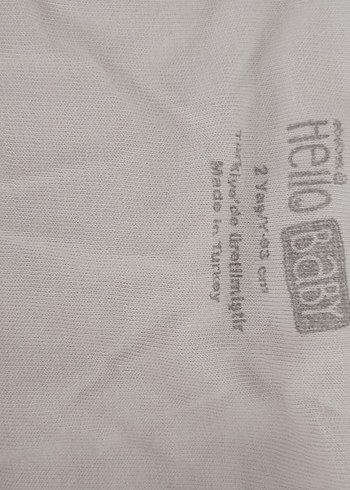 Hello
BABY
2 Yaş/Y-93 cm
Türkiye'de üretilmiştir
Made in Turkey